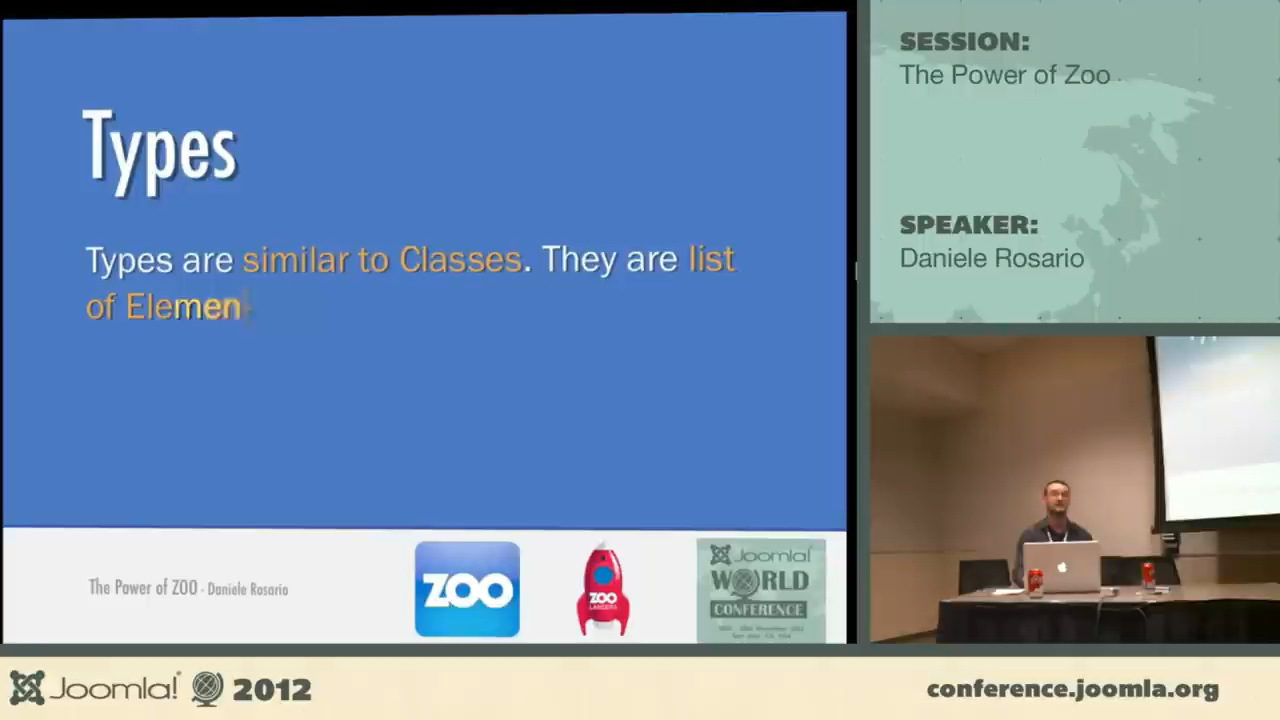 Types
Types are similar to Classes. They are list
of Elemen
The Power of ZOO - Daniele Rosario
ZOO
ZOO
LANDERS
Joomla!
WORLD
CONFERENCE
SESSION:
The Power of Zoo
SPEAKER:
Daniele Rosario
Joomla! 2012
conference.joomla.org